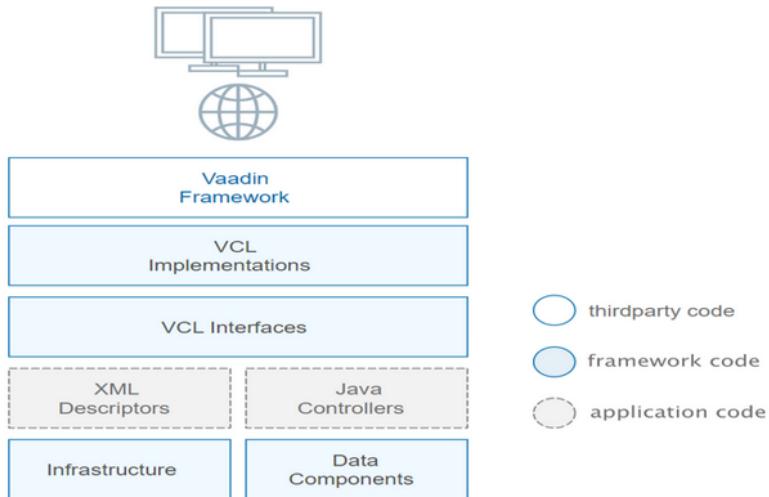 Vaadin
Framework
VCL
Implementations
VCL Interfaces
XML
Descriptors
Java
Controllers
Infrastructure
Data
Components
thirdparty code
framework code
application code